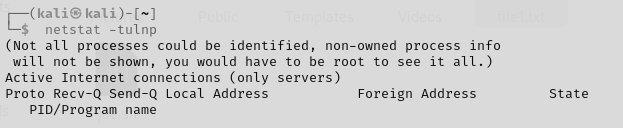 Public Templates Videos file1.txt
┌──(kali㉿kali)-[~]
└─$ netstat -tulnp
(Not all processes could be identified, non-owned process info
 will not be shown, you would have to be root to see it all.)
Active Internet connections (only servers)
Proto Recv-Q Send-Q Local Address           Foreign Address         State
    PID/Program name